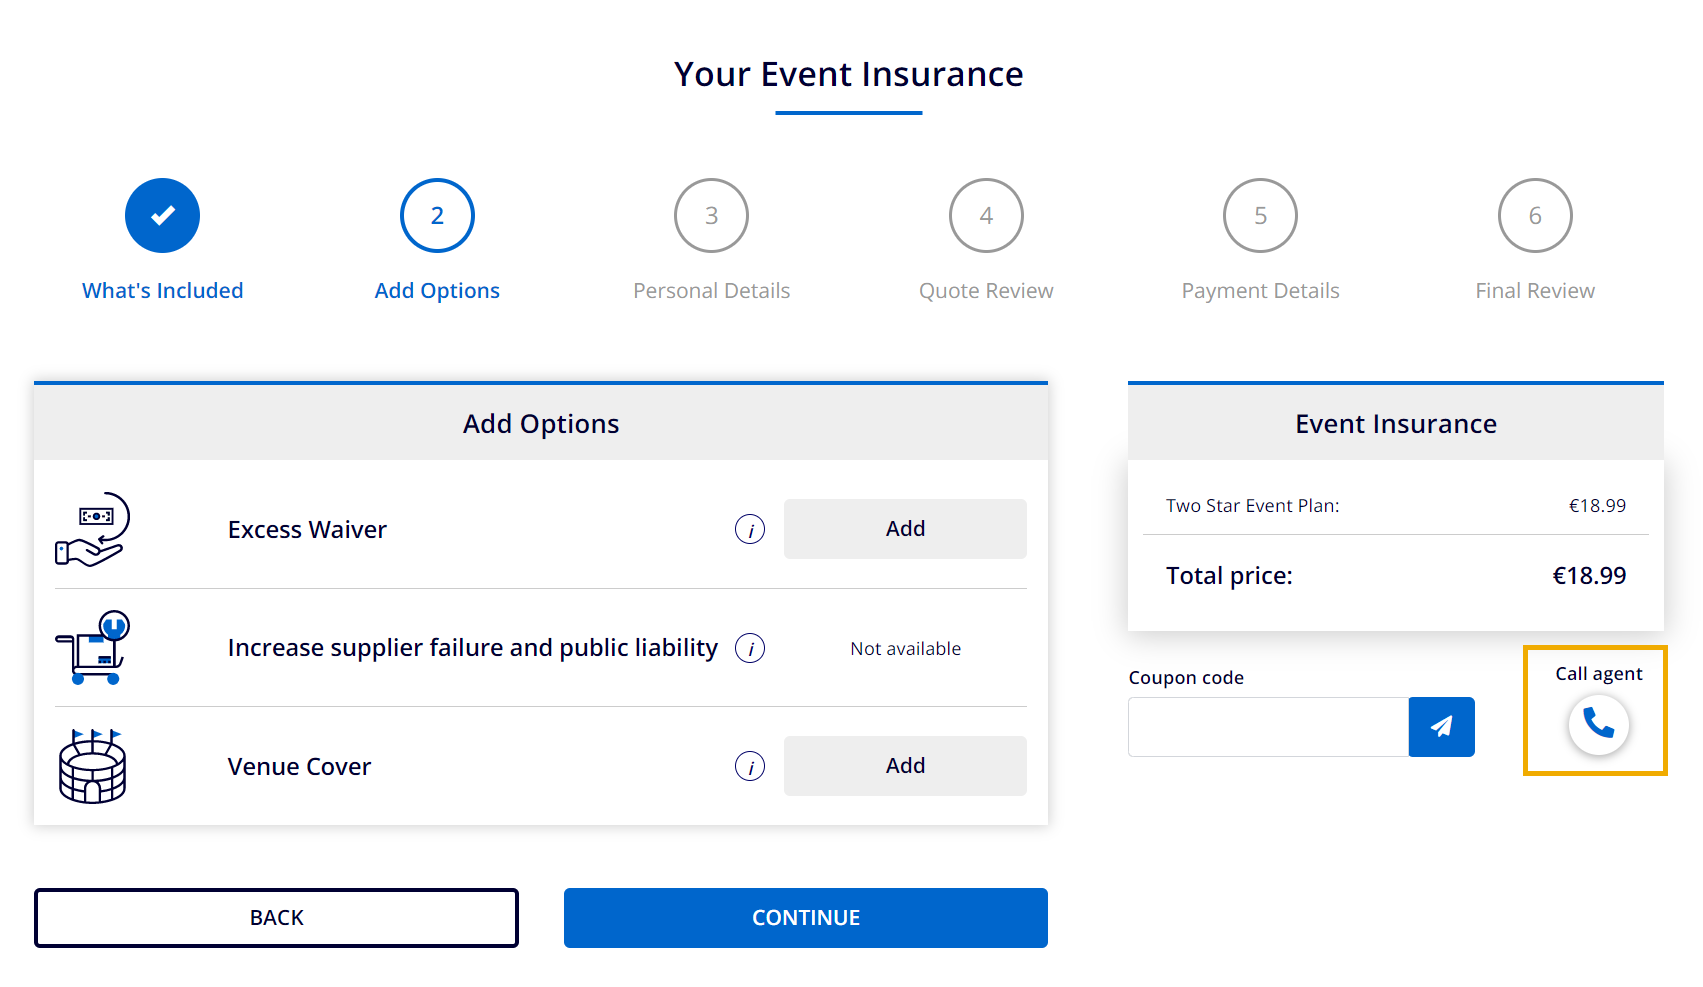 Your Event Insurance
2
3
4
5
6
What's Included
Add Options
Personal Details
Quote Review
Payment Details
Final Review
Add Options
Excess Waiver
i
Add
Increase supplier failure and public liability
i
Not available
Venue Cover
i
Add
BACK
CONTINUE
Event Insurance
Two Star Event Plan: €18.99
Total price: €18.99
Coupon code
Call agent